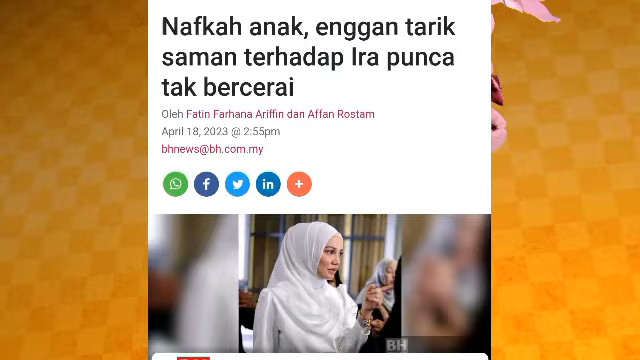 Nafkah anak, enggan tarik
saman terhadap Ira punca
tak bercerai
Oleh Fatin Farhana Ariffin dan Affan Rostam
April 18, 2023 @ 2:55pm
bhnews@bh.com.my
BH